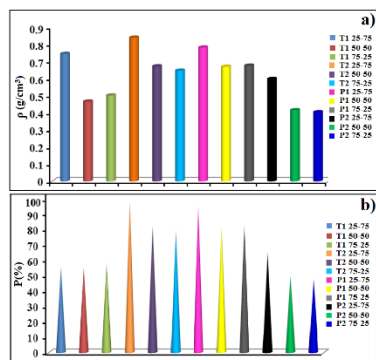 a)
ρ (g/cm³)
0.9
0.8
0.7
0.6
0.5
0.4
0.3
0.2
0.1
0
T1 25-75
T1 50-50
T1 75-25
T2 25-75
T2 50-50
T2 75-25
P1 25-75
P1 50-50
P1 75 25
P2 25-75
P2 50-50
P2 75 25
b)
P(%)
100
90
80
70
60
50
40
30
20
10
0
T1 25-75
T1 50-50
T1 75-25
T2 25-75
T2 50-50
T2 75-25
P1 25-75
P1 50-50
P1 75 25
P2 25-75
P2 50-50
P2 75 25